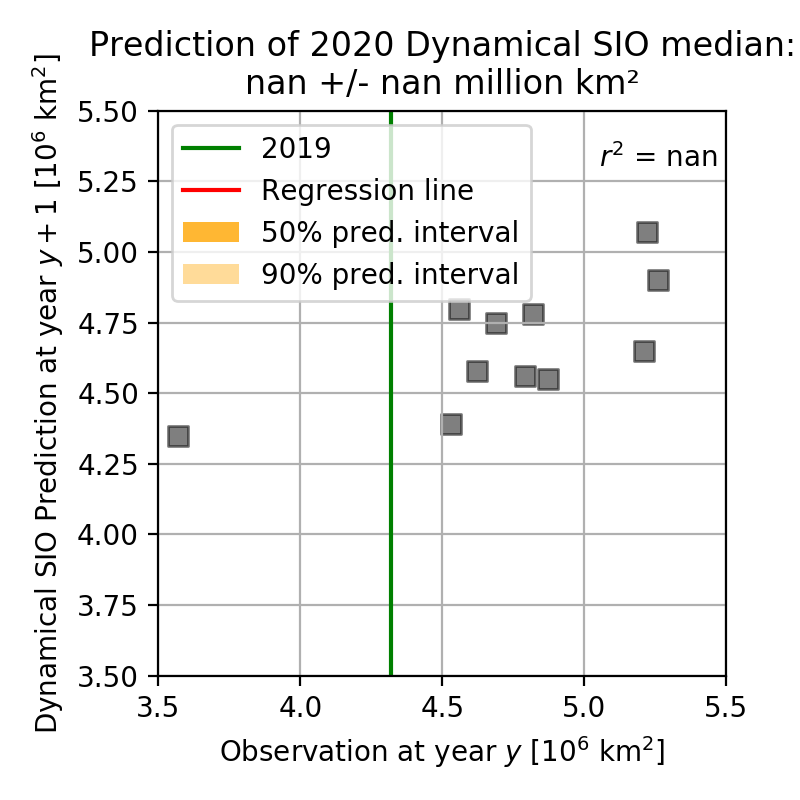 Prediction of 2020 Dynamical SIO median:
nan +/- nan million km²
Dynamical SIO Prediction at year y + 1 [10⁶ km²]
5.50
5.25
5.00
4.75
4.50
4.25
4.00
3.75
3.50
2019
Regression line
50% pred. interval
90% pred. interval
r² = nan
3.5
4.0
4.5
5.0
5.5
Observation at year y [10⁶ km²]